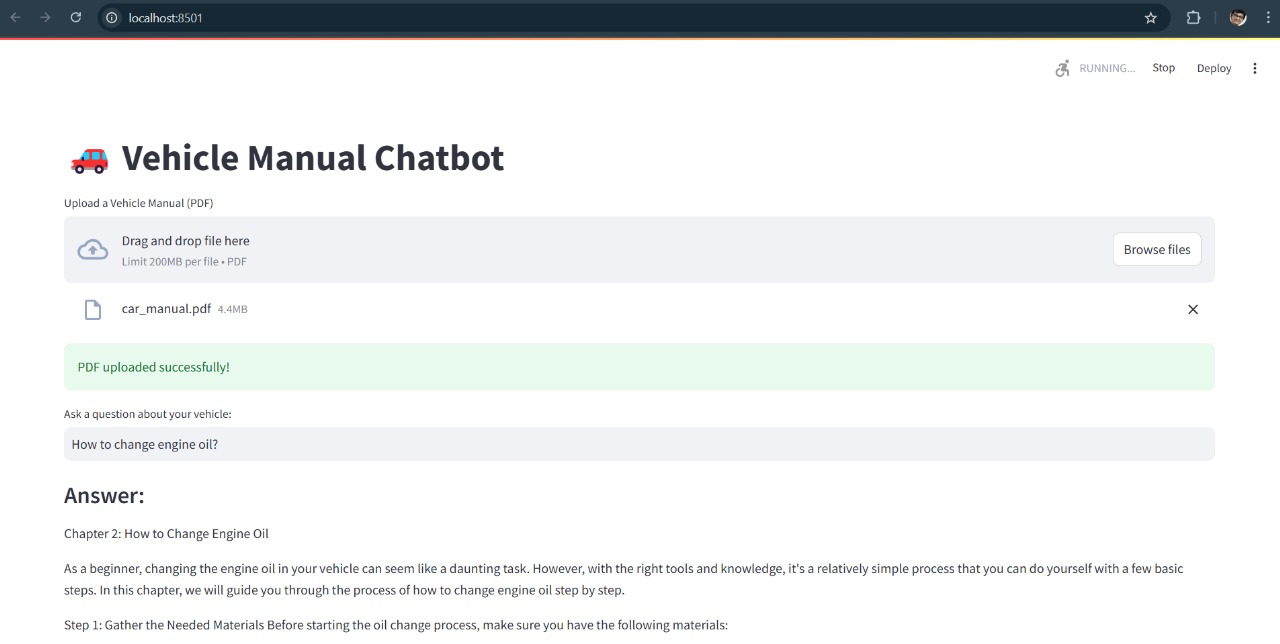 localhost:8501
RUNNING...
Stop
Deploy
Vehicle Manual Chatbot
Upload a Vehicle Manual (PDF)
Drag and drop file here
Limit 200MB per file • PDF
Browse files
car_manual.pdf 4.4MB
PDF uploaded successfully!
Ask a question about your vehicle:
How to change engine oil?
Answer:
Chapter 2: How to Change Engine Oil
As a beginner, changing the engine oil in your vehicle can seem like a daunting task. However, with the right tools and knowledge, it's a relatively simple process that you can do yourself with a few basic
steps. In this chapter, we will guide you through the process of how to change engine oil step by step.
Step 1: Gather the Needed Materials Before starting the oil change process, make sure you have the following materials: